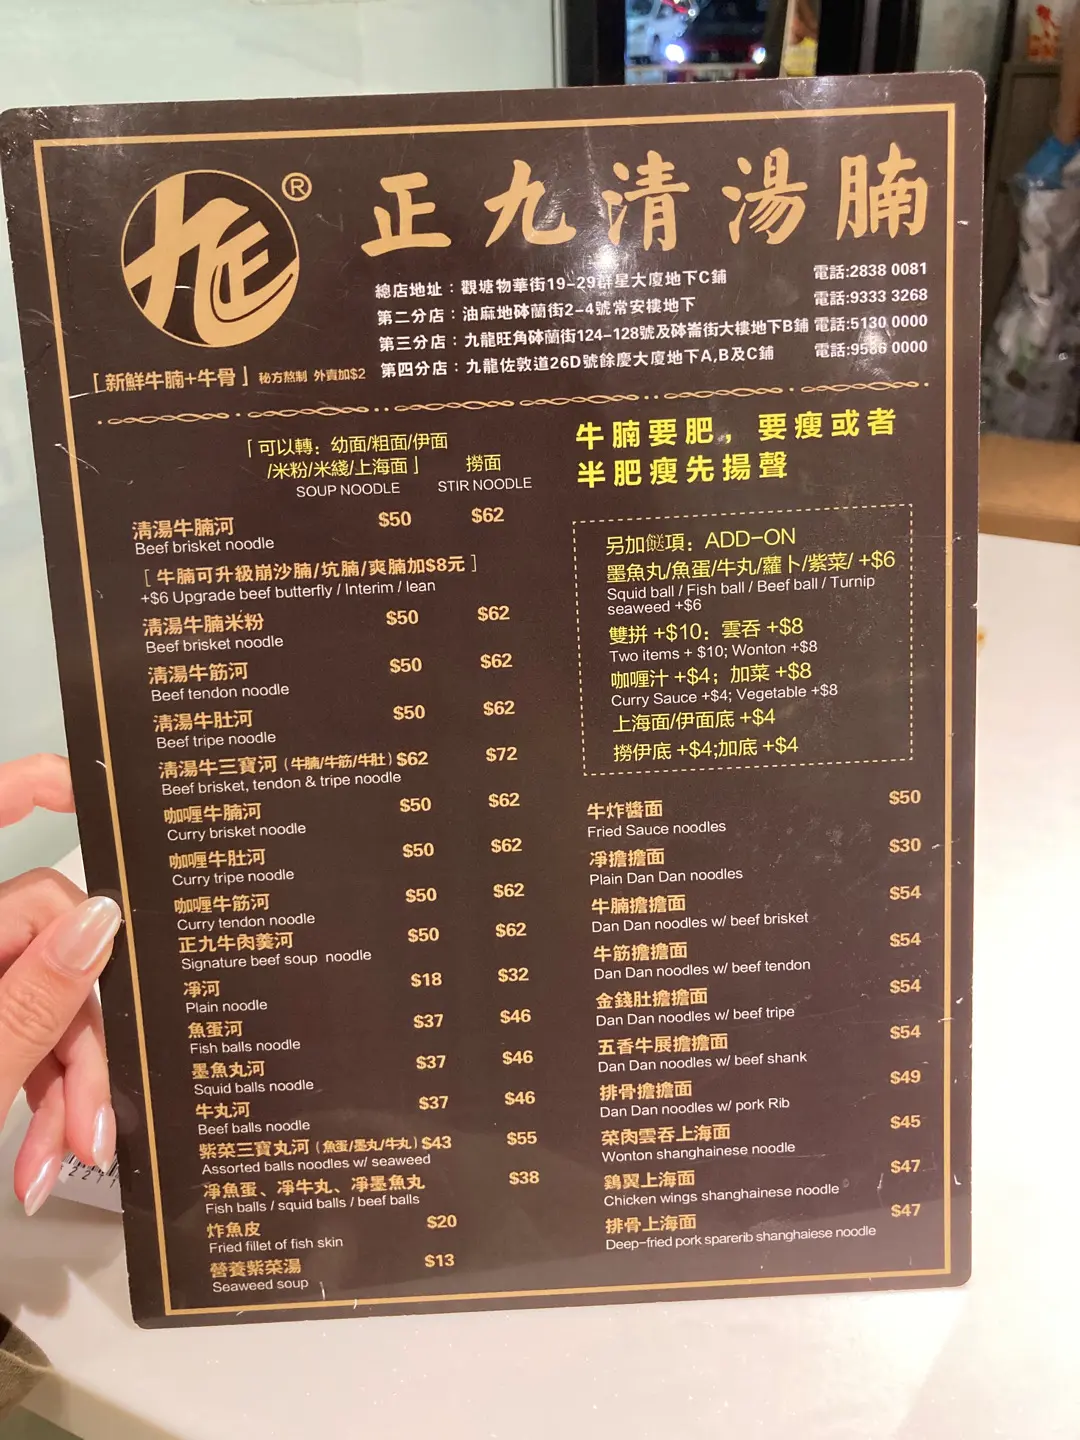 正九清湯腩
®
總店地址：觀塘物華街19-29群星大廈地下C鋪 電話:2838 0081
第二分店：油麻地砵蘭街2-4號常安樓地下 電話:9333 3268
第三分店：九龍旺角砵蘭街124-128號及砵崙街大樓地下B鋪 電話:5130 0000
第四分店：九龍佐敦道26D號餘慶大廈地下A,B及C鋪 電話:9586 0000
「新鮮牛腩+牛骨」秘方熬制 外賣加$2
「可以轉：幼面/粗面/伊面
/米粉/米綫/上海面」 撈面
SOUP NOODLE STIR NOODLE
清湯牛腩河 $50 $62
Beef brisket noodle
[ 牛腩可升級崩沙腩/坑腩/爽腩加$8元 ]
+$6 Upgrade beef butterfly / Interim / lean
清湯牛腩米粉 $50 $62
Beef brisket noodle
清湯牛筋河 $50 $62
Beef tendon noodle
清湯牛肚河 $50 $62
Beef tripe noodle
清湯牛三寶河 (牛腩/牛筋/牛肚) $62 $72
Beef brisket, tendon & tripe noodle
咖喱牛腩河 $50 $62
Curry brisket noodle
咖喱牛肚河 $50 $62
Curry tripe noodle
咖喱牛筋河 $50 $62
Curry tendon noodle
正九牛肉羹河 $50 $62
Signature beef soup noodle
凈河 $18 $32
Plain noodle
魚蛋河 $37 $46
Fish balls noodle
墨魚丸河 $37 $46
Squid balls noodle
牛丸河 $37 $46
Beef balls noodle
紫菜三寶丸河 (魚蛋/墨丸/牛丸) $43 $55
Assorted balls noodles w/ seaweed
凈魚蛋、凈牛丸、凈墨魚丸 $38
Fish balls / squid balls / beef balls
炸魚皮 $20
Fried fillet of fish skin
營養紫菜湯 $13
Seaweed soup
牛腩要肥，要瘦或者
半肥瘦先揚聲
另加餸項：ADD-ON
墨魚丸/魚蛋/牛丸/蘿卜/紫菜/ +$6
Squid ball / Fish ball / Beef ball / Turnip
seaweed +$6
雙拼 +$10；雲吞 +$8
Two items + $10; Wonton +$8
咖喱汁 +$4；加菜 +$8
Curry Sauce +$4; Vegetable +$8
上海面/伊面底 +$4
撈伊底 +$4;加底 +$4
牛炸醬面 $50
Fried Sauce noodles
凈擔擔面 $30
Plain Dan Dan noodles
牛腩擔擔面 $54
Dan Dan noodles w/ beef brisket
牛筋擔擔面 $54
Dan Dan noodles w/ beef tendon
金錢肚擔擔面 $54
Dan Dan noodles w/ beef tripe
五香牛展擔擔面 $54
Dan Dan noodles w/ beef shank
排骨擔擔面 $49
Dan Dan noodles w/ pork Rib
菜肉雲吞上海面 $45
Wonton shanghainese noodle
鷄翼上海面 $47
Chicken wings shanghainese noodle
排骨上海面 $47
Deep-fried pork sparerib shanghaiese noodle